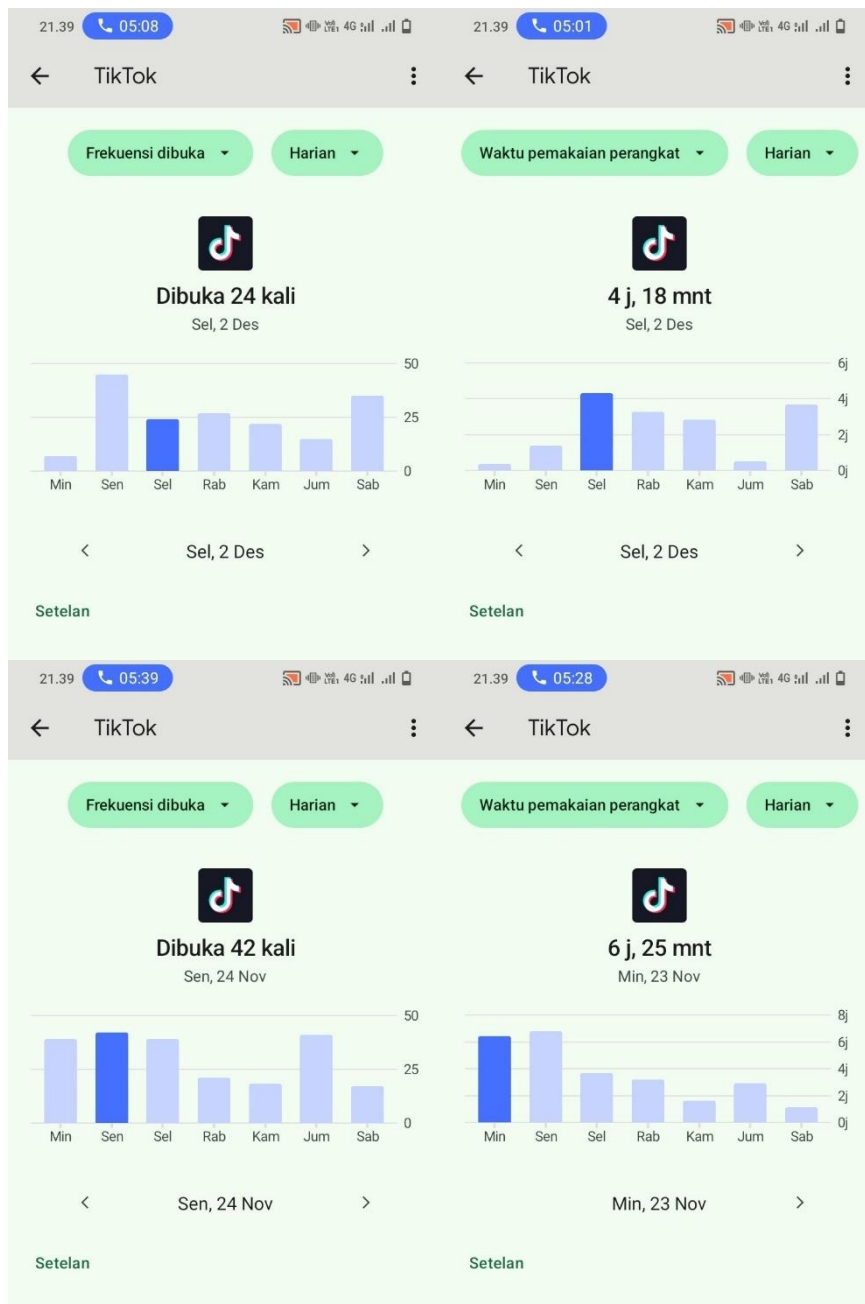 21.39 05:08 4G
TikTok
Frekuensi dibuka Harian
Dibuka 24 kali
Sel, 2 Des
50
25
0
Min Sen Sel Rab Kam Jum Sab
Sel, 2 Des
Setelan
21.39 05:01 4G
TikTok
Waktu pemakaian perangkat Harian
4 j, 18 mnt
Sel, 2 Des
6j
4j
2j
0j
Min Sen Sel Rab Kam Jum Sab
Sel, 2 Des
Setelan
21.39 05:39 4G
TikTok
Frekuensi dibuka Harian
Dibuka 42 kali
Sen, 24 Nov
50
25
0
Min Sen Sel Rab Kam Jum Sab
Sen, 24 Nov
Setelan
21.39 05:28 4G
TikTok
Waktu pemakaian perangkat Harian
6 j, 25 mnt
Min, 23 Nov
8j
6j
4j
2j
0j
Min Sen Sel Rab Kam Jum Sab
Min, 23 Nov
Setelan